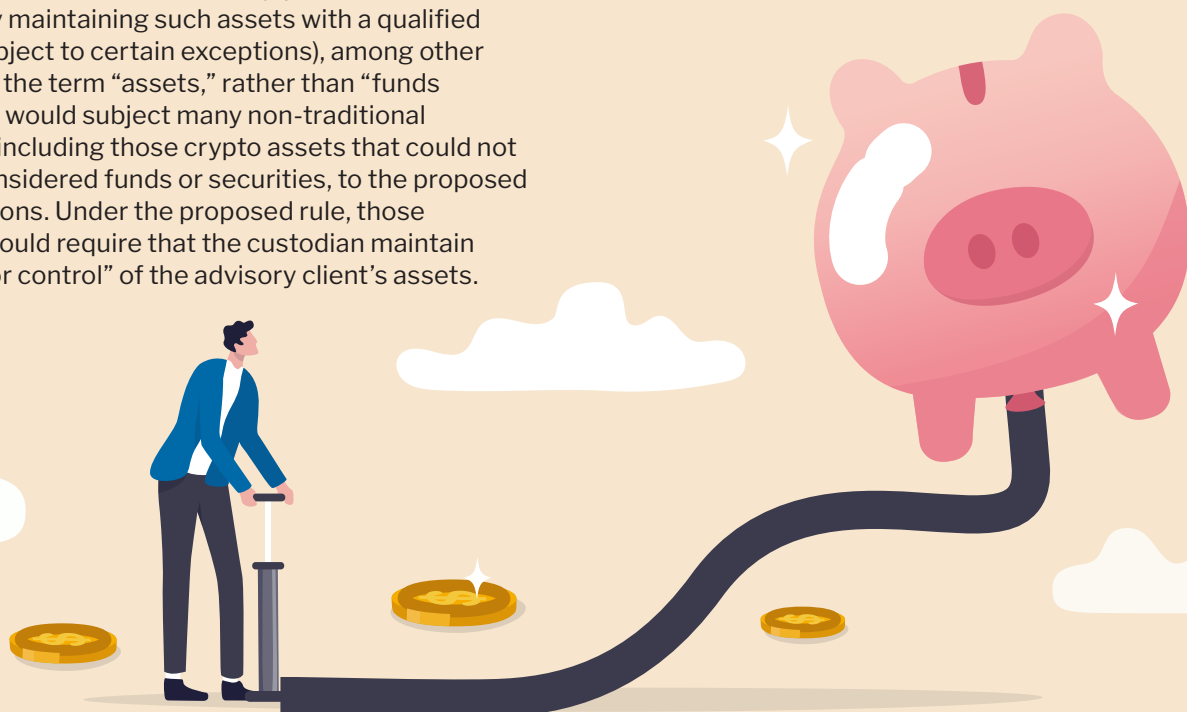 y maintaining such assets with a qualified
bject to certain exceptions), among other
the term “assets,” rather than “funds
would subject many non-traditional
including those crypto assets that could not
nsidered funds or securities, to the proposed
ons. Under the proposed rule, those
ould require that the custodian maintain
or control” of the advisory client’s assets.